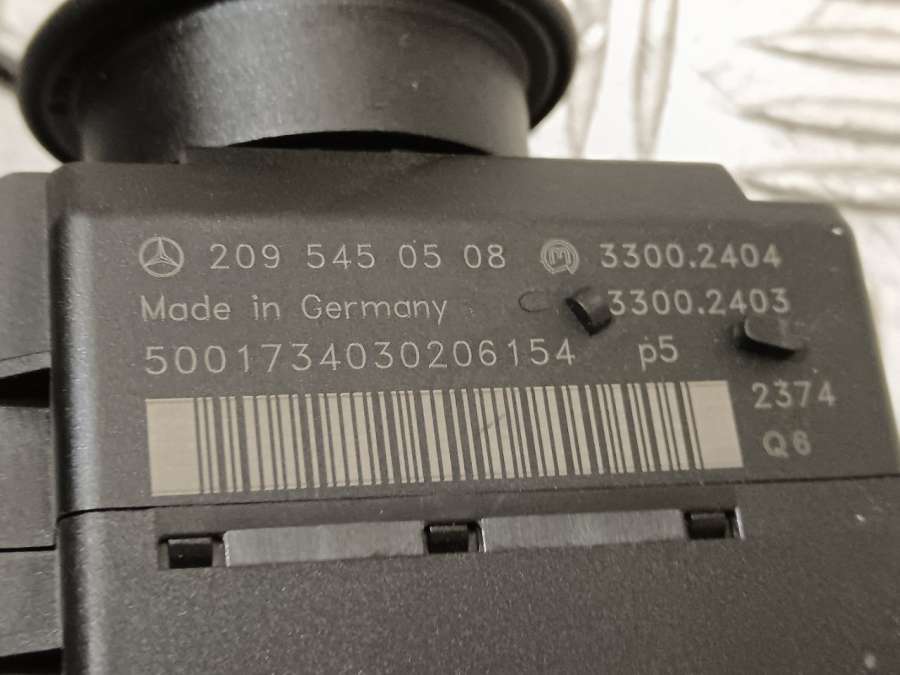 209 545 05 08 M 3300.2404
Made in Germany 3300.2403
5001734030206154 p5
2374
Q6